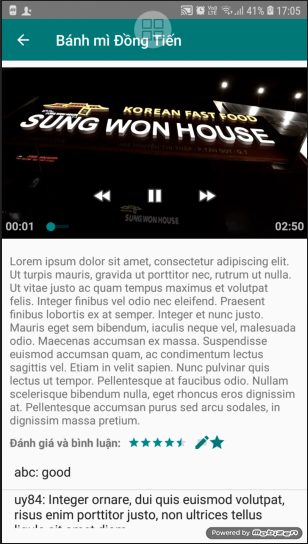 41% 17:05
Bánh mì Đồng Tiến
KOREAN FAST FOOD
SUNG WON HOUSE
SUNG WON HOUSE
00:01
02:50
Lorem ipsum dolor sit amet, consectetur adipiscing elit.
Ut turpis mauris, gravida ut porttitor nec, rutrum ut nulla.
Ut vitae justo ac quam tempus maximus et volutpat
felis. Integer finibus vel odio nec eleifend. Praesent
finibus lobortis ex at semper. Integer et nunc justo.
Mauris eget sem bibendum, iaculis neque vel, malesuada
odio. Maecenas accumsan ex massa. Suspendisse
euismod accumsan quam, ac condimentum lectus
sagittis vel. Etiam in velit sapien. Nunc pulvinar quis
lectus ut tempor. Pellentesque at faucibus odio. Nullam
scelerisque bibendum nulla, eget rhoncus eros dignissim
at. Pellentesque accumsan purus sed arcu sodales, in
dignissim massa pretium.
Đánh giá và bình luận:
abc: good
uy84: Integer ornare, dui quis euismod volutpat,
risus enim porttitor justo, non ultrices tellus
Powered by Mobizen